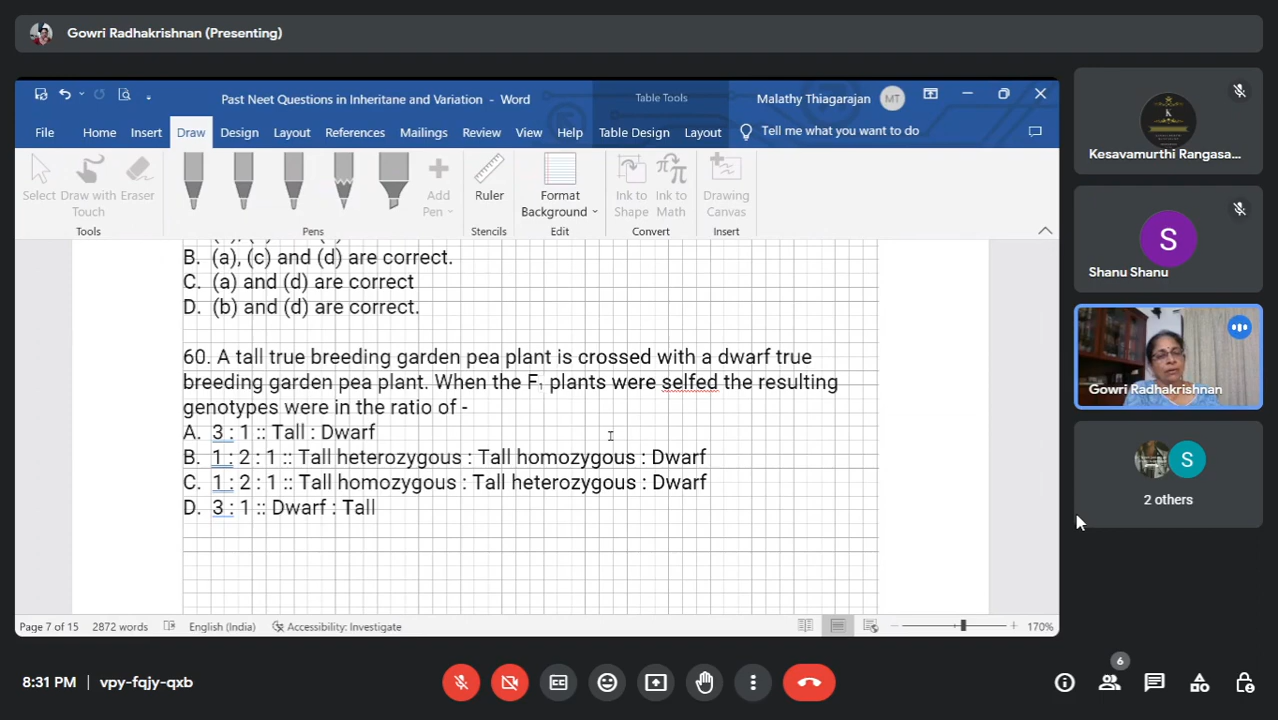 Gowri Radhakrishnan (Presenting)
Past Neet Questions in Inheritane and Variation - Word
Table Tools
Malathy Thiagarajan MT
File Home Insert Draw Design Layout References Mailings Review View Help Table Design Layout Tell me what you want to do
Select Draw with Touch Eraser
Add Pen
Ruler
Format Background
Ink to Shape Ink to Math
Drawing Canvas
Tools Pens Stencils Edit Convert Insert
B. (a), (c) and (d) are correct.
C. (a) and (d) are correct
D. (b) and (d) are correct.
60. A tall true breeding garden pea plant is crossed with a dwarf true
breeding garden pea plant. When the F₁ plants were selfed the resulting
genotypes were in the ratio of -
A. 3 : 1 :: Tall : Dwarf
B. 1 : 2 : 1 :: Tall heterozygous : Tall homozygous : Dwarf
C. 1 : 2 : 1 :: Tall homozygous : Tall heterozygous : Dwarf
D. 3 : 1 :: Dwarf : Tall
Page 7 of 15 2872 words English (India) Accessibility: Investigate 170%
K
Kesavamurthi Rangasa...
S
Shanu Shanu
Gowri Radhakrishnan
S
2 others
8:31 PM | vpy-fqjy-qxb
6